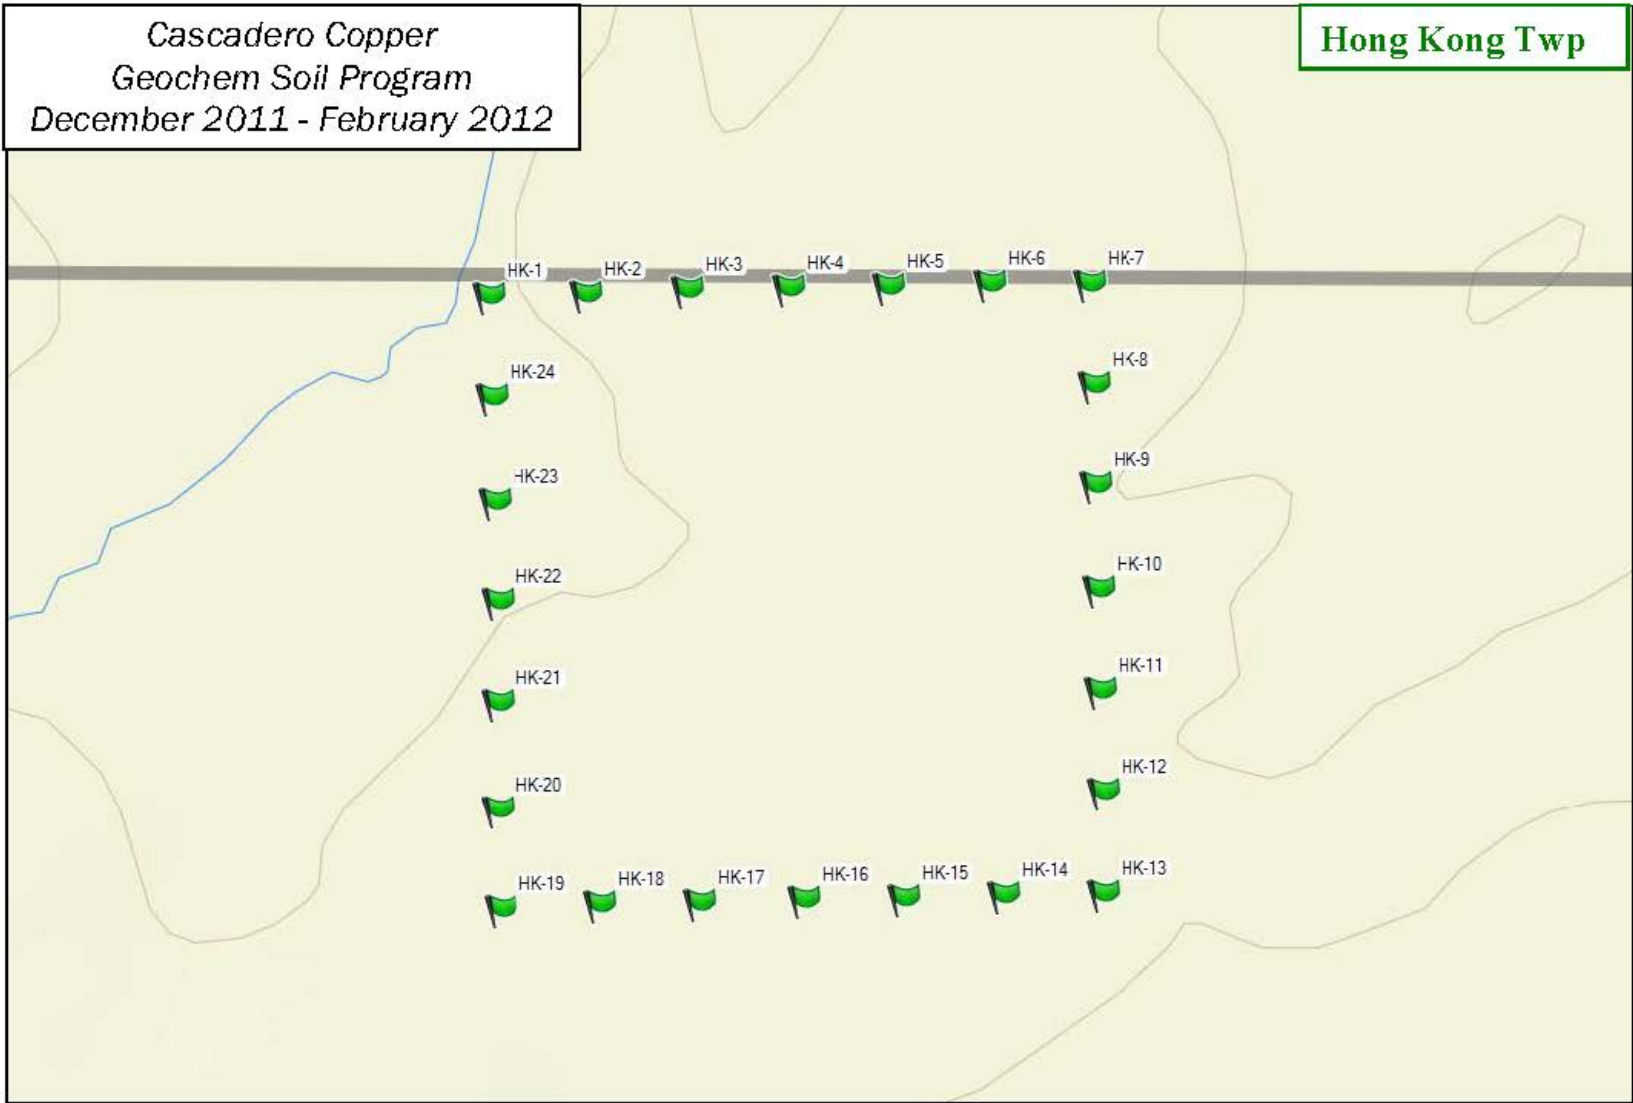 Cascadero Copper
Geochem Soil Program
December 2011 - February 2012
Hong Kong Twp
HK-1
HK-2
HK-3
HK-4
HK-5
HK-6
HK-7
HK-24
HK-8
HK-23
HK-9
HK-22
HK-10
HK-21
HK-11
HK-20
HK-12
HK-19
HK-18
HK-17
HK-16
HK-15
HK-14
HK-13